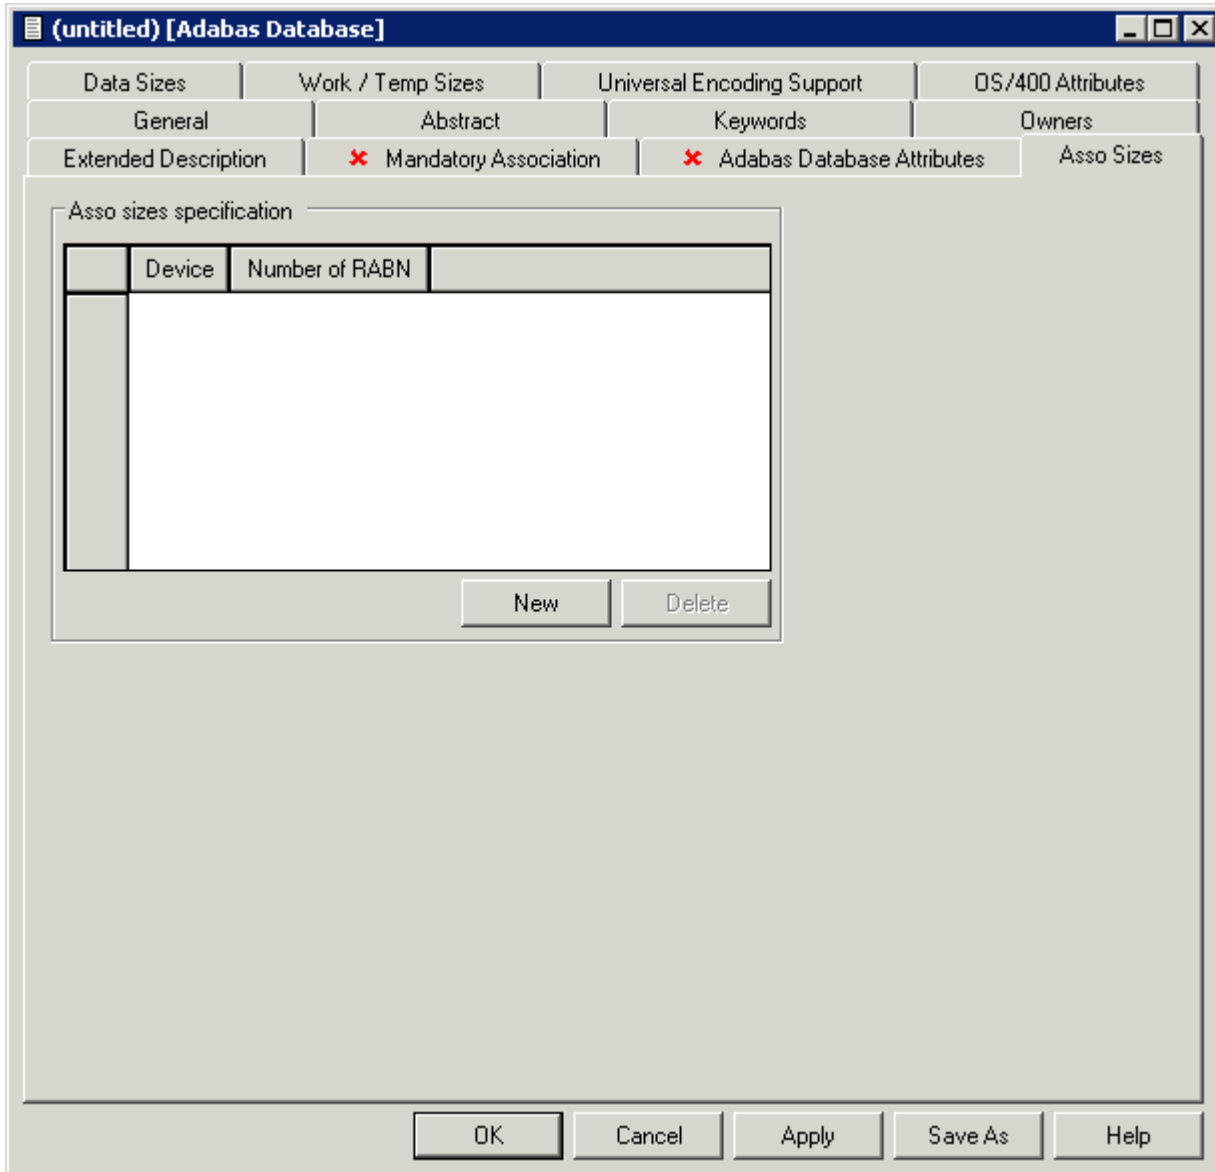 (untitled) [Adabas Database]
Data Sizes Work / Temp Sizes Universal Encoding Support OS/400 Attributes
General Abstract Keywords Owners
Extended Description Mandatory Association Adabas Database Attributes Asso Sizes
Asso sizes specification
Device Number of RABN
New Delete
OK Cancel Apply Save As Help